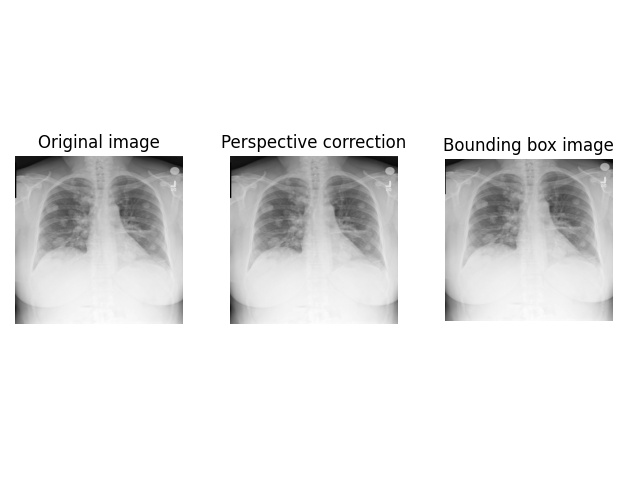 Original image
Perspective correction
Bounding box image
L